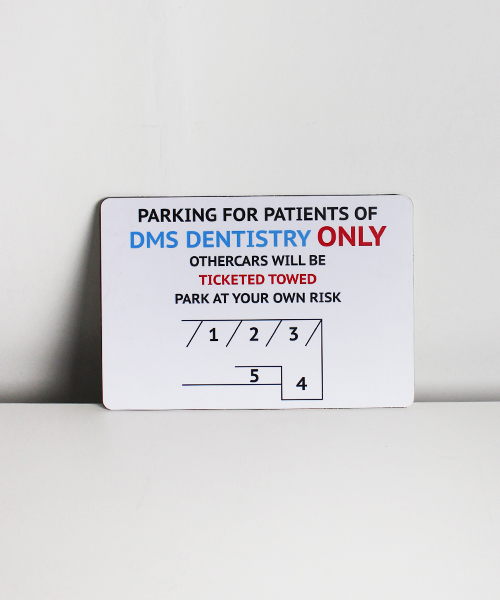 PARKING FOR PATIENTS OF
DMS DENTISTRY ONLY
OTHERCARS WILL BE
TICKETED TOWED
PARK AT YOUR OWN RISK
1 2 3
5 4